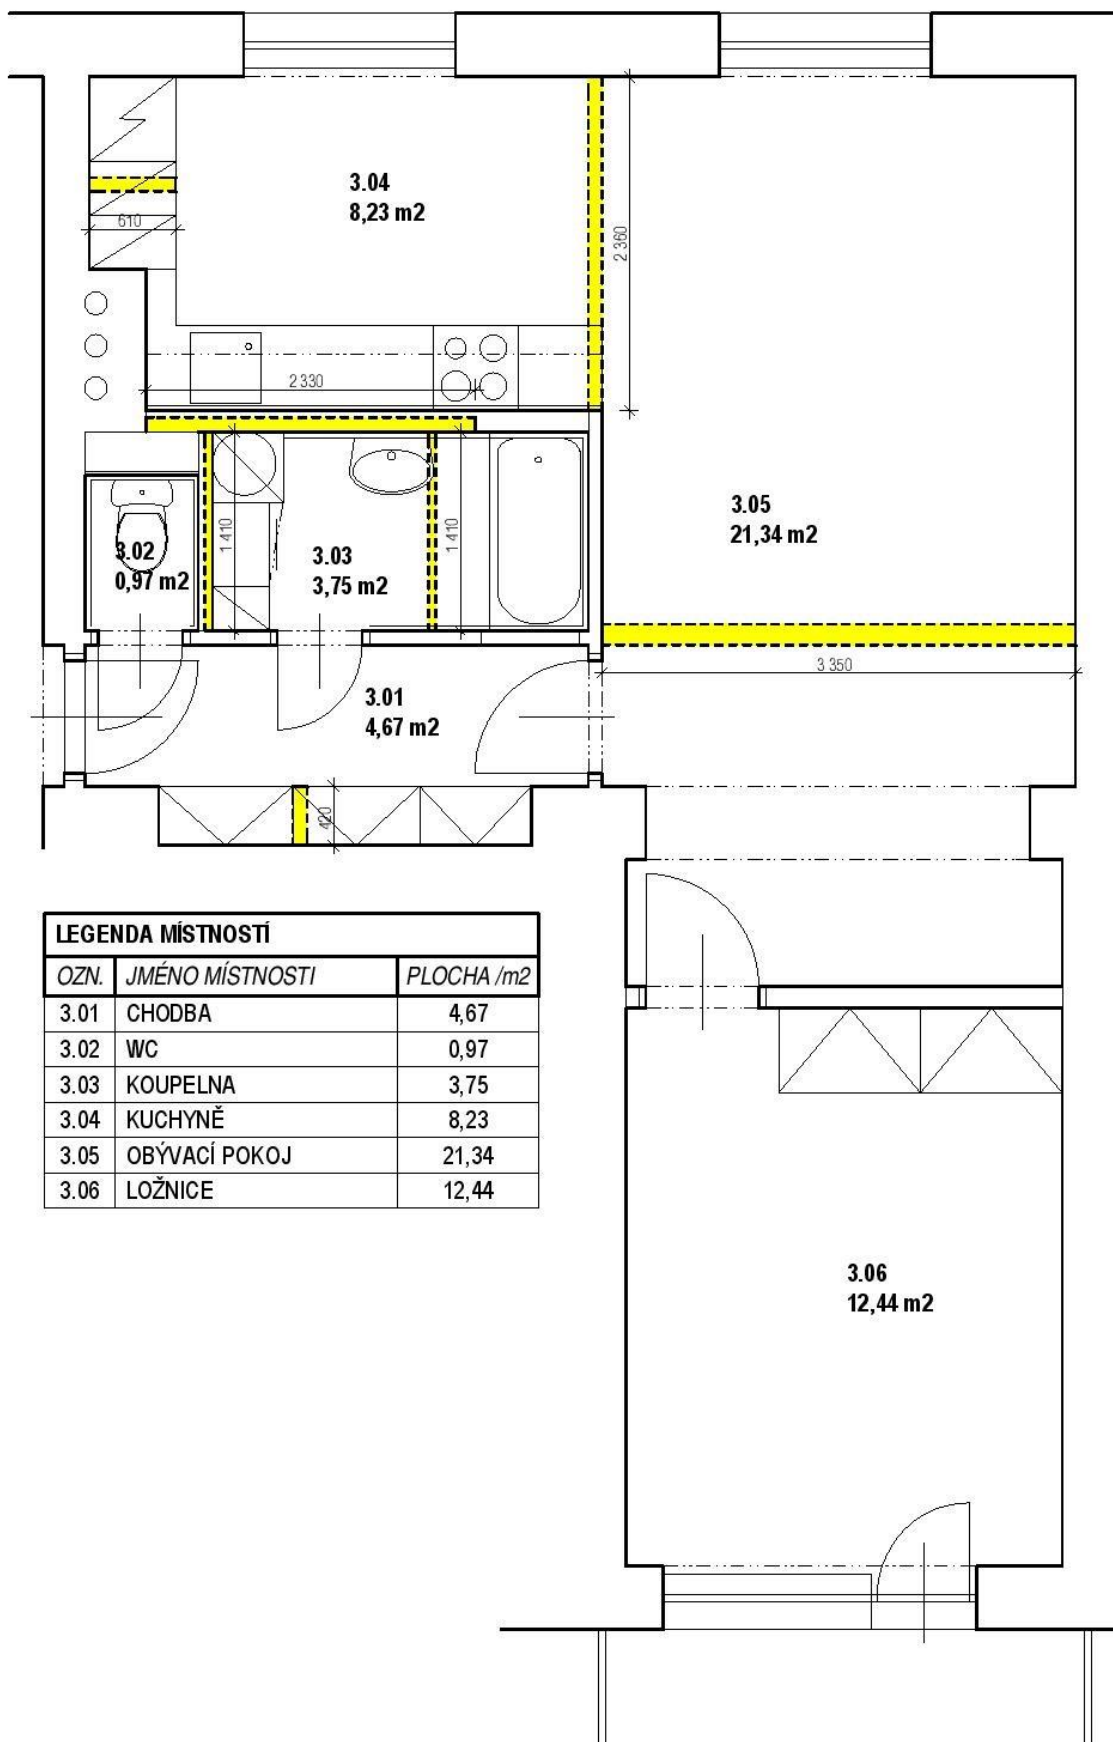 3.04
8,23 m2
610
2 360
2 330
3.05
21,34 m2
1 410
1 410
3.02
0,97 m2
3.03
3,75 m2
3 350
3.01
4,67 m2
420
LEGENDA MÍSTNOSTÍ
OZN. JMÉNO MÍSTNOSTI PLOCHA /m2
3.01 CHODBA 4,67
3.02 WC 0,97
3.03 KOUPELNA 3,75
3.04 KUCHYNĚ 8,23
3.05 OBÝVACÍ POKOJ 21,34
3.06 LOŽNICE 12,44
3.06
12,44 m2